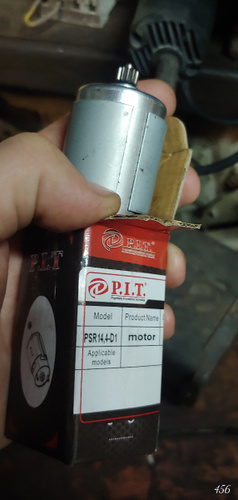 P.I.T.
P.I.T
P.I.T.
Model
Product Name
PSR14,4-D1
motor
Applicable
models
456